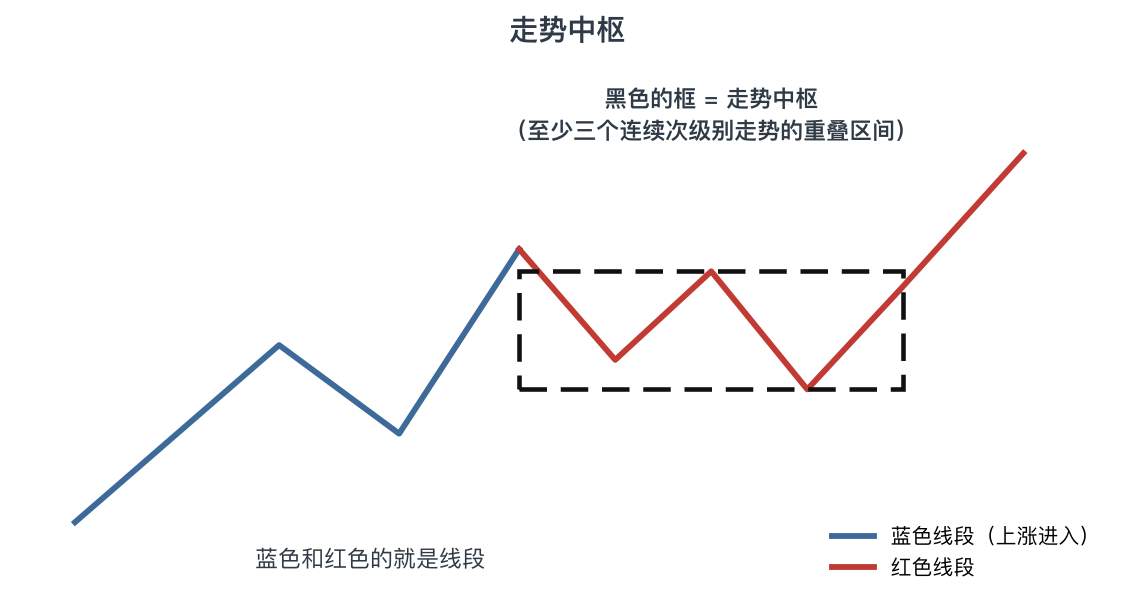 走势中枢
黑色的框 = 走势中枢
（至少三个连续次级别走势的重叠区间）
蓝色和红色的就是线段
蓝色线段（上涨进入）
红色线段